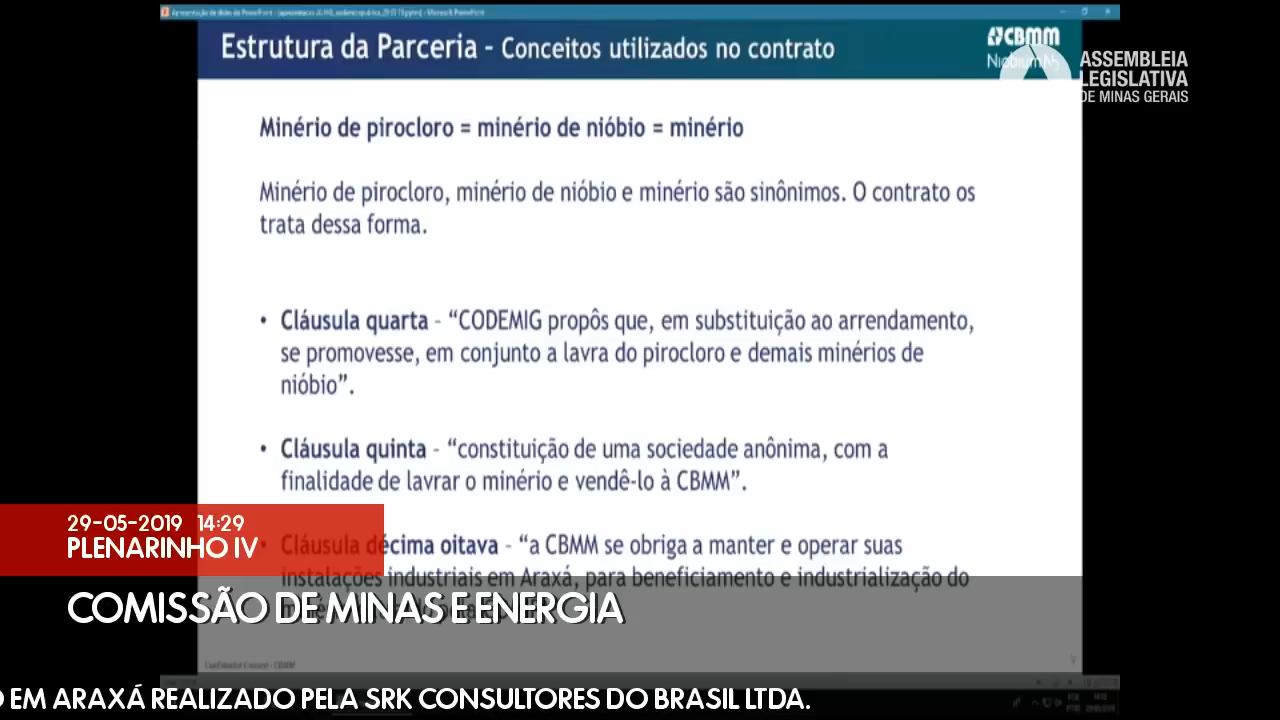 Estrutura da Parceria - Conceitos utilizados no contrato
CBMM
ASSEMBLEIA
LEGISLATIVA
DE MINAS GERAIS
Minério de pirocloro = minério de nióbio = minério
Minério de pirocloro, minério de nióbio e minério são sinônimos. O contrato os
trata dessa forma.
• Cláusula quarta – “CODEMIG propôs que, em substituição ao arrendamento,
se promovesse, em conjunto a lavra do pirocloro e demais minérios de
nióbio”.
• Cláusula quinta – “constituição de uma sociedade anônima, com a
finalidade de lavrar o minério e vendê-lo à CBMM”.
• Cláusula décima oitava – “a CBMM se obriga a manter e operar suas
instalações industriais em Araxá, para beneficiamento e industrialização do
29-05-2019 14:29
PLENARINHO IV
COMISSÃO DE MINAS E ENERGIA
EM ARAXÁ REALIZADO PELA SRK CONSULTORES DO BRASIL LTDA.